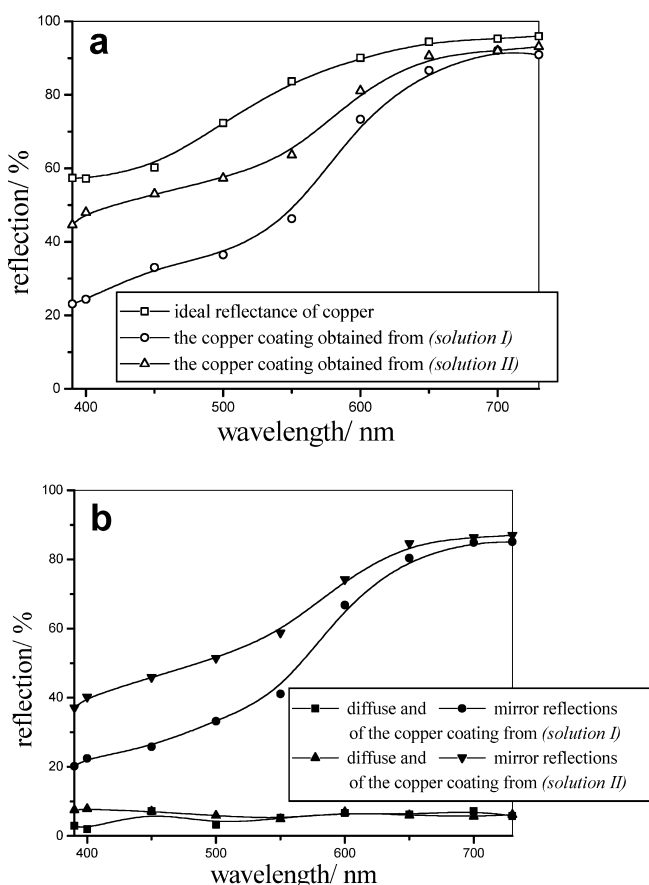 a
100
80
60
40
20
0
reflection/ %
ideal reflectance of copper
the copper coating obtained from (solution I)
the copper coating obtained from (solution II)
400 500 600 700
wavelength/ nm
b
100
80
60
40
20
0
reflection/ %
diffuse and mirror reflections
of the copper coating from (solution I)
diffuse and mirror reflections
of the copper coating from (solution II)
400 500 600 700
wavelength/ nm